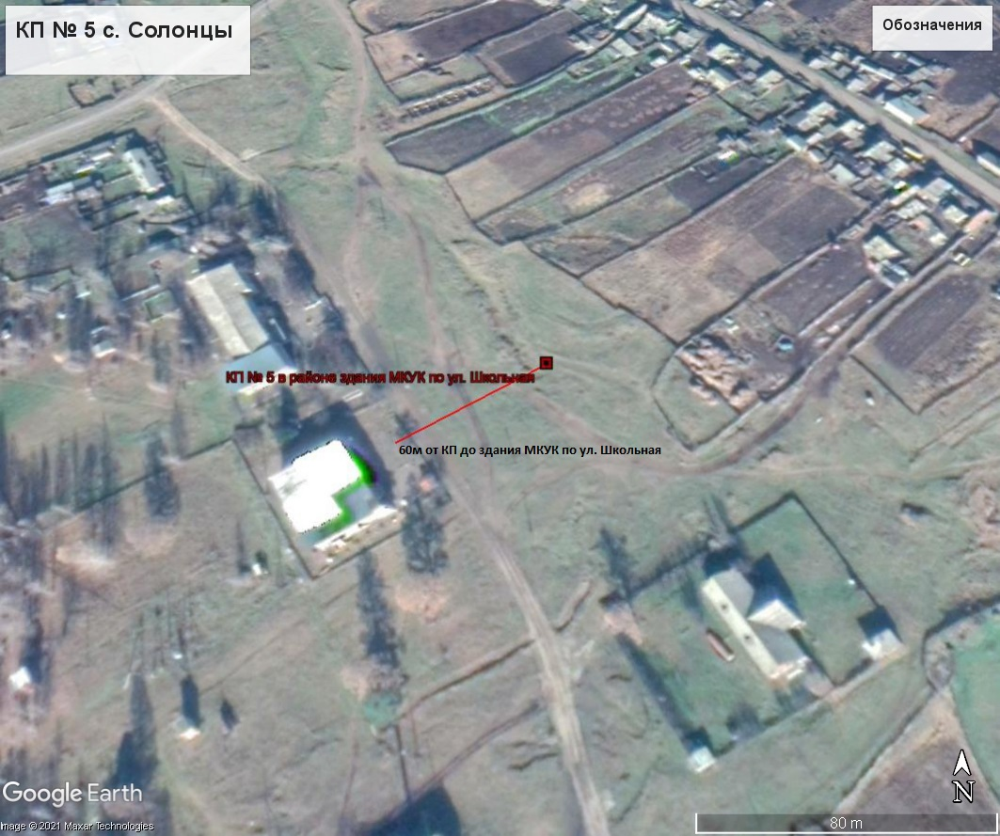 КП № 5 с. Солонцы
Обозначения
КП № 5 в районе здания МКУК по ул. Школьная
60м от КП до здания МКУК по ул. Школьная
Google Earth
Image © 2021 Maxar Technologies
N
80 m